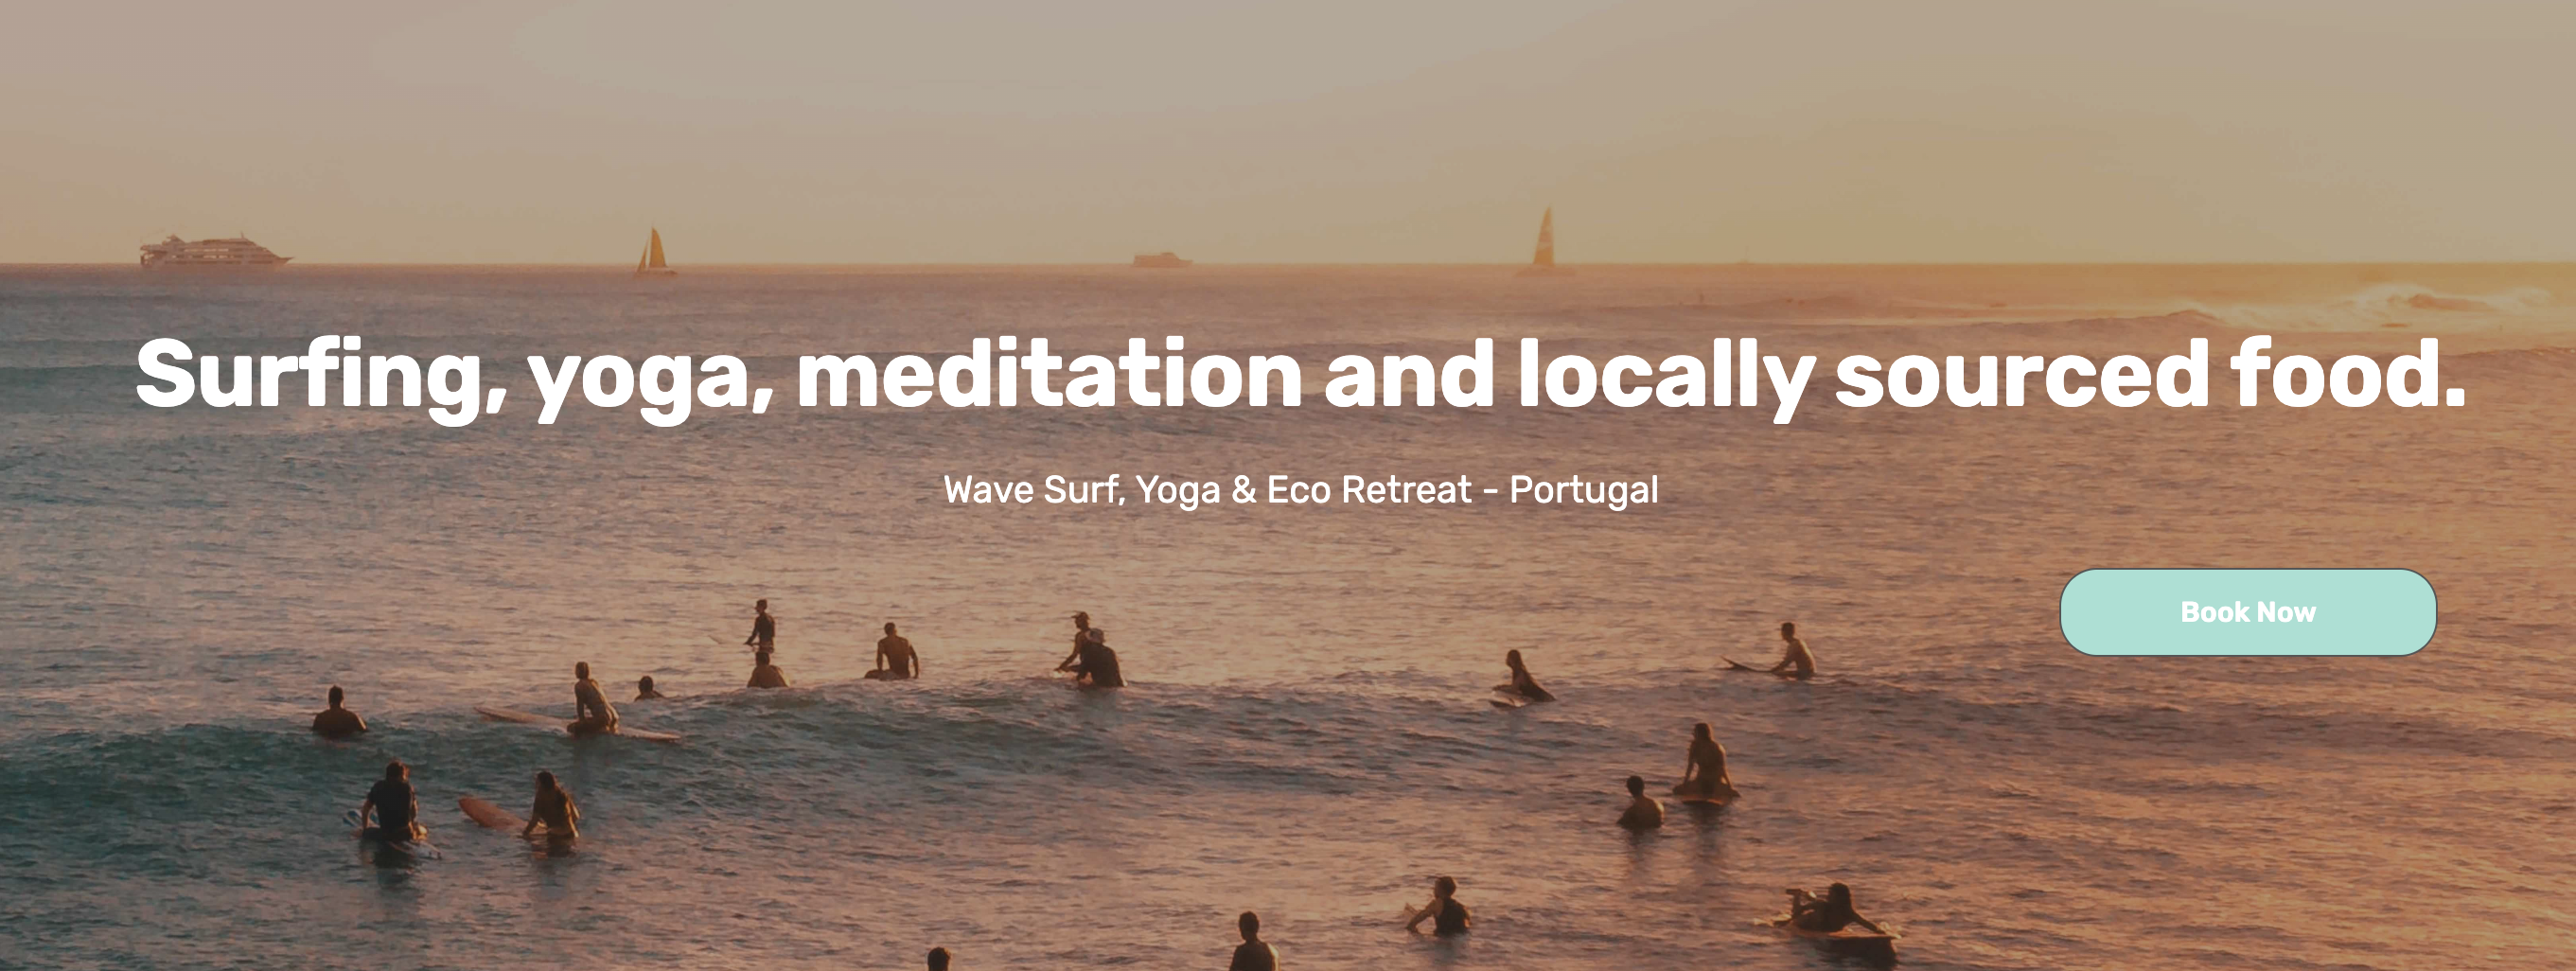 Surfing, yoga, meditation and locally sourced food.
Wave Surf, Yoga & Eco Retreat - Portugal
Book Now